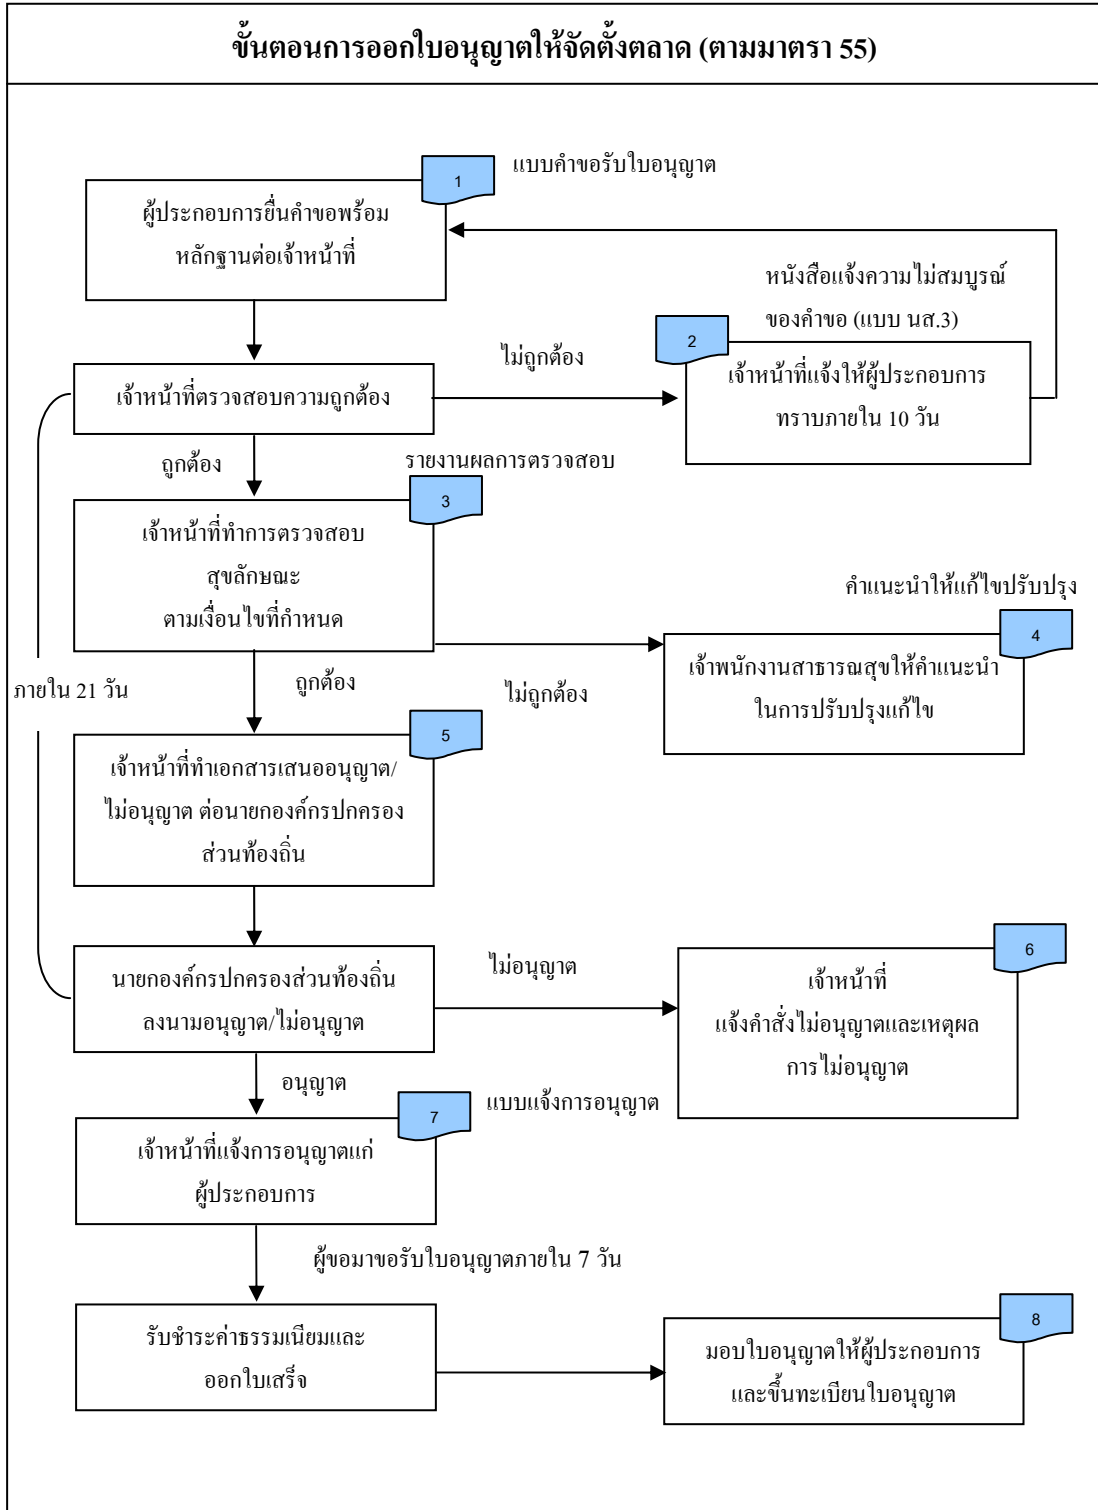 ขั้นตอนการออกใบอนุญาตให้จัดตั้งตลาด (ตามมาตรา 55)
1
แบบคำขอรับใบอนุญาต
ผู้ประกอบการยื่นคำขอพร้อม
หลักฐานต่อเจ้าหน้าที่
หนังสือแจ้งความไม่สมบูรณ์
ของคำขอ (แบบ นส.3)
2
ไม่ถูกต้อง
เจ้าหน้าที่แจ้งให้ผู้ประกอบการ
ทราบภายใน 10 วัน
เจ้าหน้าที่ตรวจสอบความถูกต้อง
ถูกต้อง
รายงานผลการตรวจสอบ
3
เจ้าหน้าที่ทำการตรวจสอบ
สุขลักษณะ
ตามเงื่อนไขที่กำหนด
คำแนะนำให้แก้ไขปรับปรุง
4
เจ้าพนักงานสาธารณสุขให้คำแนะนำ
ในการปรับปรุงแก้ไข
ภายใน 21 วัน
ถูกต้อง
ไม่ถูกต้อง
5
เจ้าหน้าที่ทำเอกสารเสนออนุญาต/
ไม่อนุญาต ต่อนายกองค์กรปกครอง
ส่วนท้องถิ่น
นายกองค์กรปกครองส่วนท้องถิ่น
ลงนามอนุญาต/ไม่อนุญาต
ไม่อนุญาต
6
เจ้าหน้าที่
แจ้งคำสั่งไม่อนุญาตและเหตุผล
การไม่อนุญาต
อนุญาต
7
แบบแจ้งการอนุญาต
เจ้าหน้าที่แจ้งการอนุญาตแก่
ผู้ประกอบการ
ผู้ขอมาขอรับใบอนุญาตภายใน 7 วัน
รับชำระค่าธรรมเนียมและ
ออกใบเสร็จ
8
มอบใบอนุญาตให้ผู้ประกอบการ
และขึ้นทะเบียนใบอนุญาต